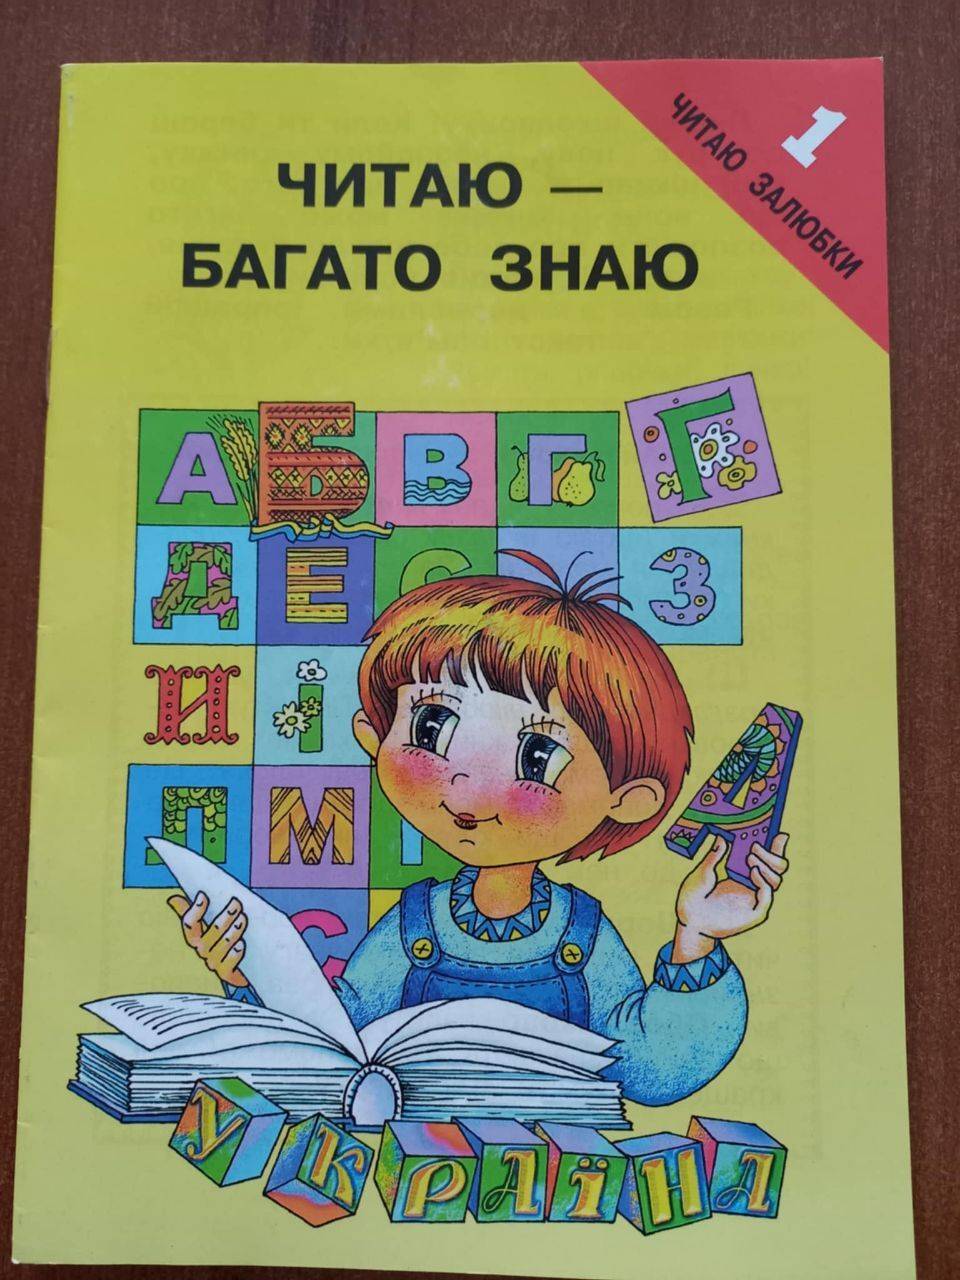 1
ЧИТАЮ ЗАЛЮБКИ
ЧИТАЮ —
БАГАТО ЗНАЮ
А Б В Г Ґ
Д Е Є З
И І
Л М
С
А
УКРАЇНА